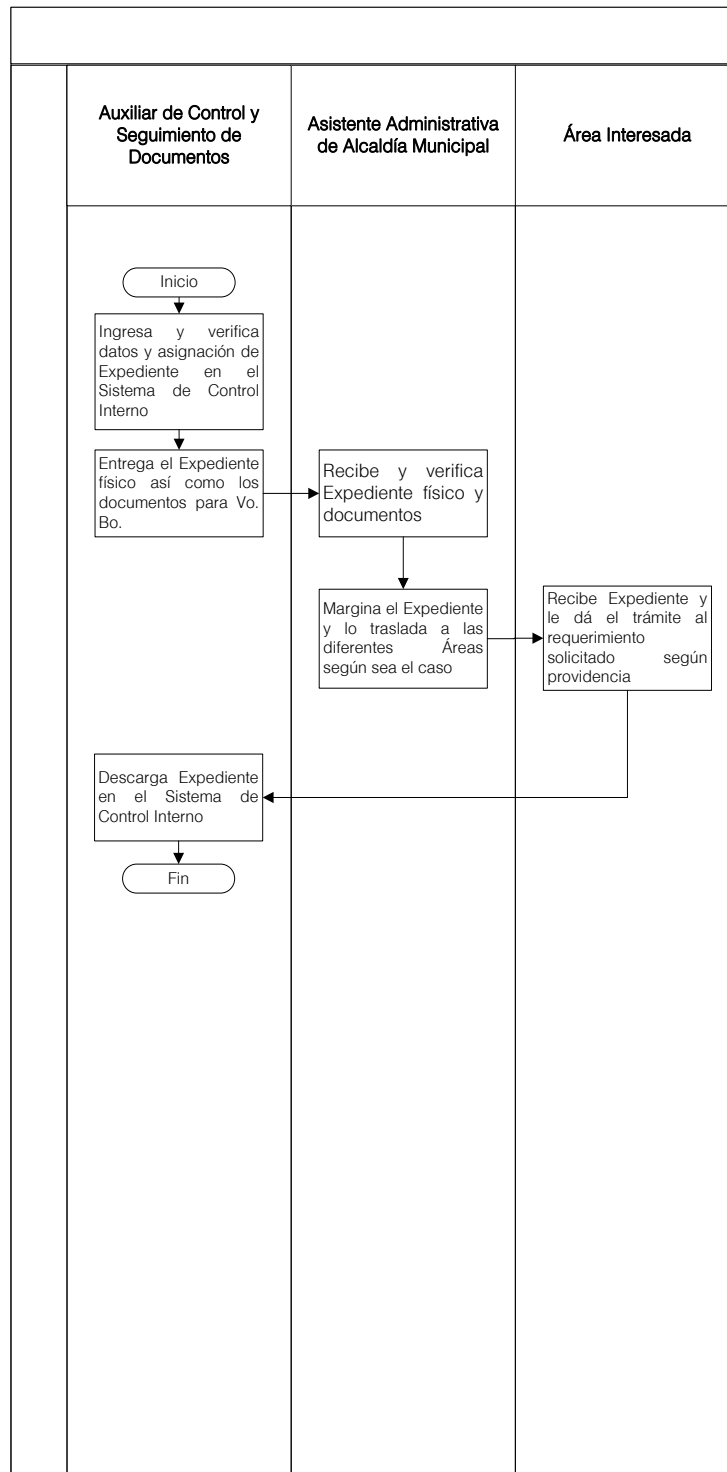 Auxiliar de Control y
Seguimiento de
Documentos
Asistente Administrativa
de Alcaldía Municipal
Área Interesada
Inicio
Ingresa y verifica
datos y asignación de
Expediente en el
Sistema de Control
Interno
Entrega el Expediente
físico así como los
documentos para Vo.
Bo.
Recibe y verifica
Expediente físico y
documentos
Margina el Expediente
y lo traslada a las
diferentes Áreas
según sea el caso
Recibe Expediente y
le dá el trámite al
requerimiento
solicitado según
providencia
Descarga Expediente
en el Sistema de
Control Interno
Fin